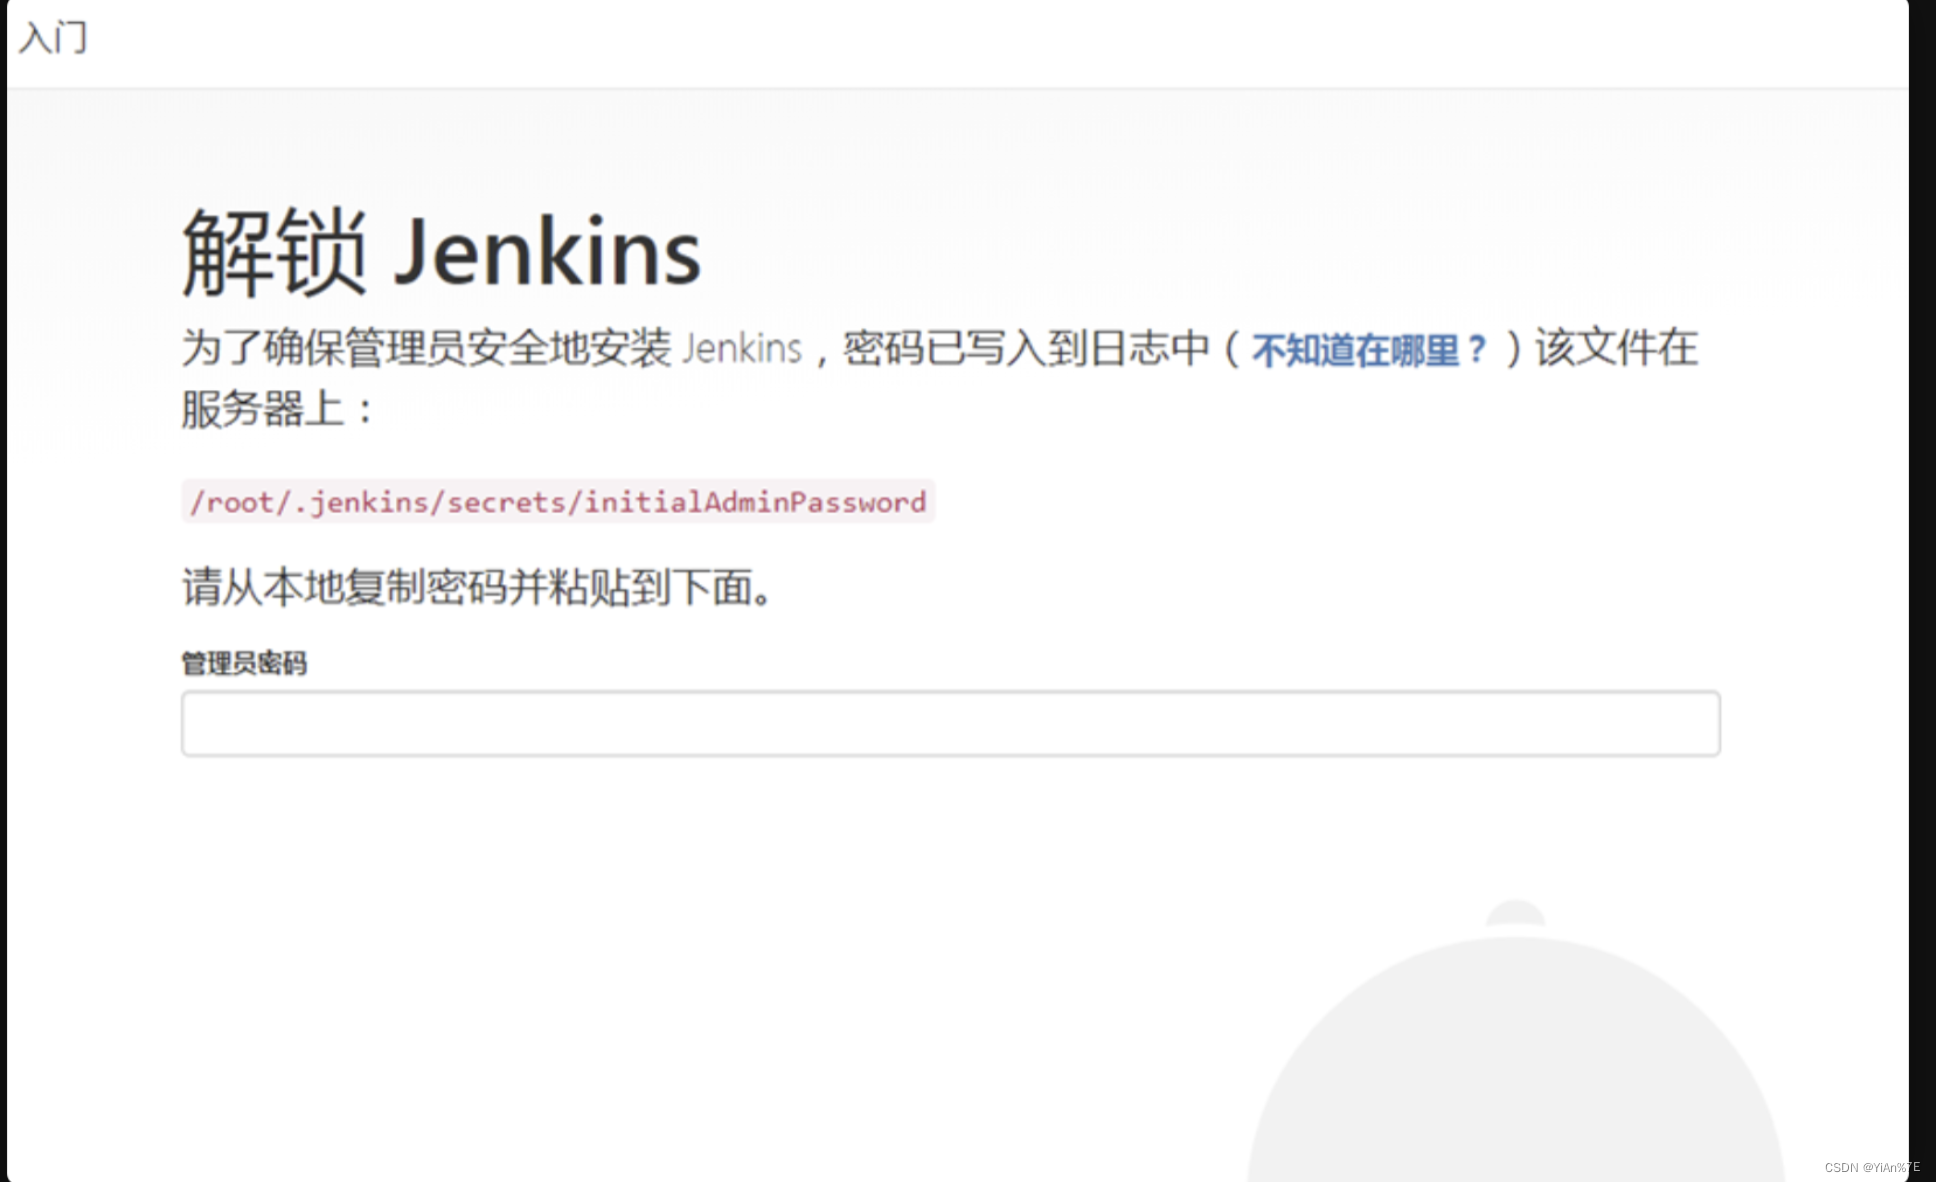 入门
解锁 Jenkins
为了确保管理员安全地安装 Jenkins，密码已写入到日志中（不知道在哪里？）该文件在
服务器上：
/root/.jenkins/secrets/initialAdminPassword
请从本地复制密码并粘贴到下面。
管理员密码
CSDN @YiAn%7E